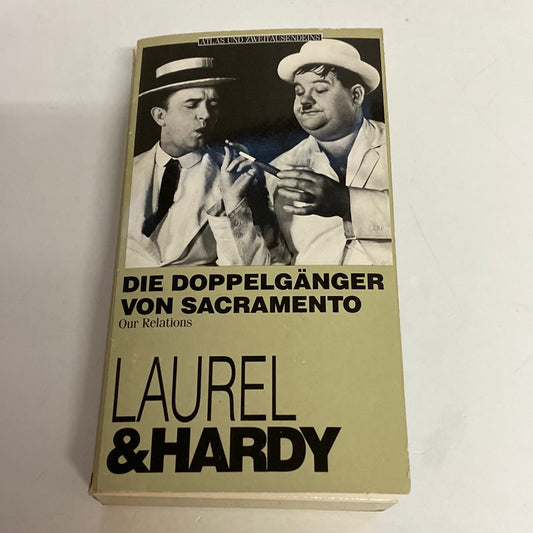 ATLAS UND ZWEITAUSENDEINS
DIE DOPPELGÄNGER
VON SACRAMENTO
Our Relations
LAUREL
&HARDY